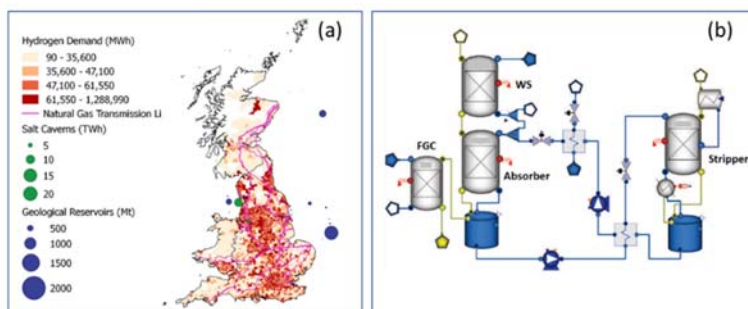 (a)
Hydrogen Demand (MWh)
90 - 35,600
35,600 - 47,100
47,100 - 61,550
61,550 - 1,288,990
Natural Gas Transmission Li
Salt Caverns (TWh)
5
10
15
20
Geological Reservoirs (Mt)
500
1000
1500
2000
(b)
WS
FGC
Absorber
Stripper